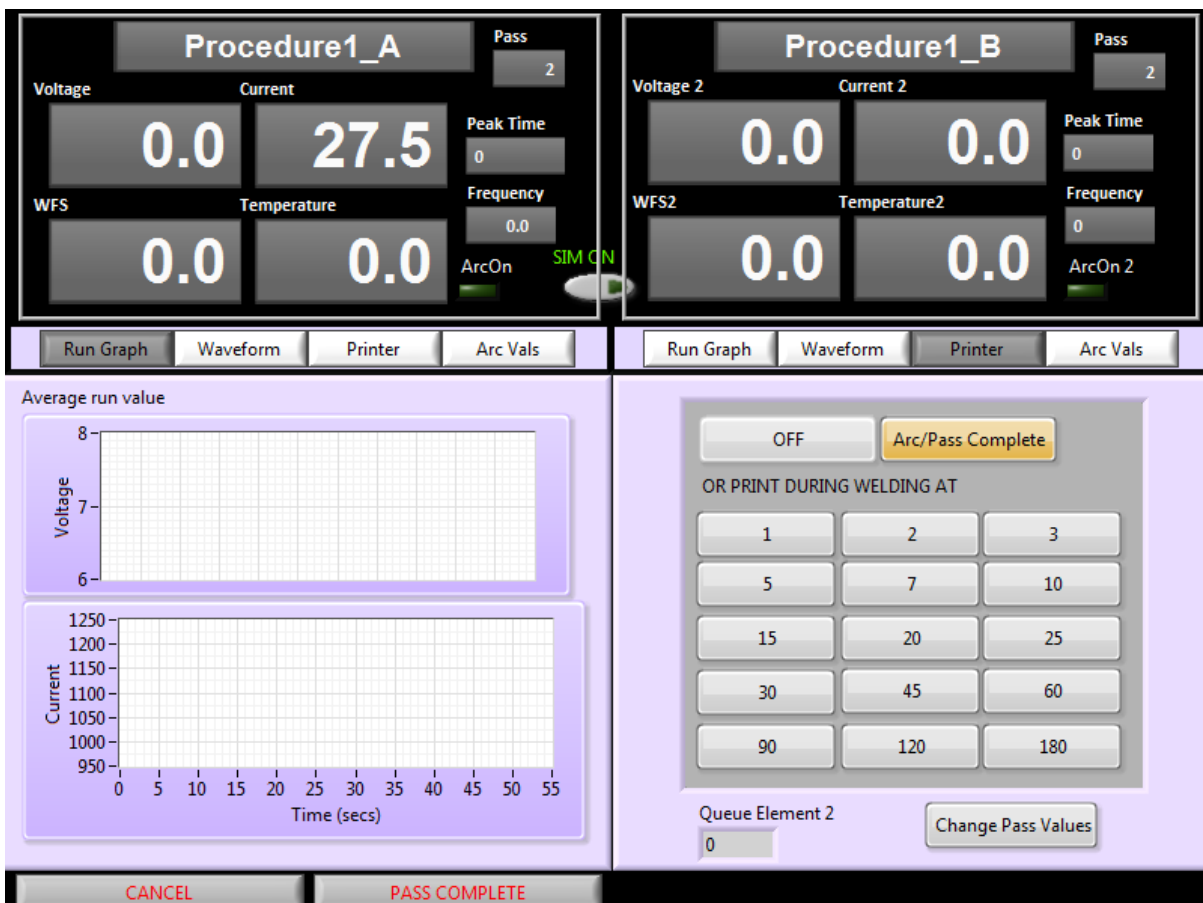 Procedure1_A
Pass
2
Voltage
Current
0.0
27.5
Peak Time
0
WFS
Temperature
0.0
0.0
Frequency
0.0
ArcOn
SIM ON
Procedure1_B
Pass
2
Voltage 2
Current 2
0.0
0.0
Peak Time
0
WFS2
Temperature2
0.0
0.0
Frequency
0
ArcOn 2
Run Graph
Waveform
Printer
Arc Vals
Run Graph
Waveform
Printer
Arc Vals
Average run value
Voltage
8
7
6
Current
1250
1200
1150
1100
1050
1000
950
0 5 10 15 20 25 30 35 40 45 50 55
Time (secs)
OFF
Arc/Pass Complete
OR PRINT DURING WELDING AT
1 2 3
5 7 10
15 20 25
30 45 60
90 120 180
Queue Element 2
0
Change Pass Values
CANCEL
PASS COMPLETE